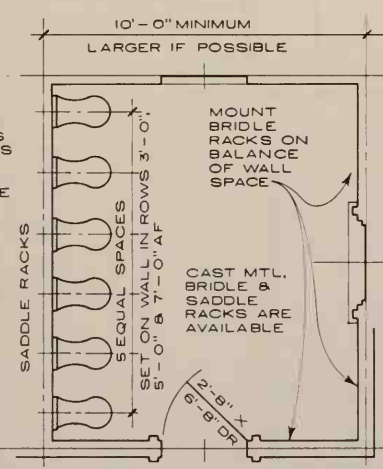 10'-0" MINIMUM
LARGER IF POSSIBLE
S
S
E
SADDLE RACKS
5 EQUAL SPACES
SET ON WALL IN ROWS 3'-0",
5'-0" & 7'-0" AF
MOUNT
BRIDLE
RACKS ON
BALANCE
OF WALL
SPACE
CAST MTL.
BRIDLE &
SADDLE
RACKS ARE
AVAILABLE
2'-8" X
6'-8" DR